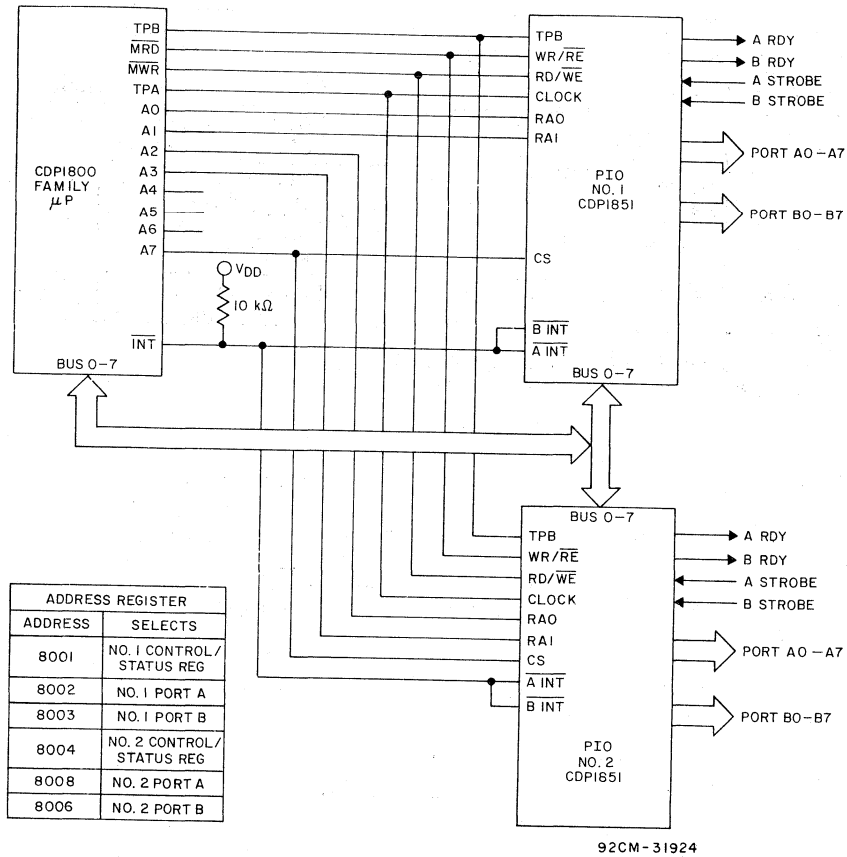 TPB
MRD
MWR
TPA
A0
A1
A2
A3
A4
A5
A6
A7
CDP1800
FAMILY
μP
INT
BUS 0-7
VDD
10 kΩ
TPB
WR/RE
RD/WE
CLOCK
RA0
RA1
PIO
NO. 1
CDP1851
CS
B INT
A INT
BUS 0-7
A RDY
B RDY
A STROBE
B STROBE
PORT A0-A7
PORT B0-B7
BUS 0-7
TPB
WR/RE
RD/WE
CLOCK
RA0
RA1
CS
A INT
B INT
PIO
NO. 2
CDP1851
A RDY
B RDY
A STROBE
B STROBE
PORT A0-A7
PORT B0-B7
ADDRESS REGISTER
ADDRESS SELECTS
8001 NO. 1 CONTROL/
STATUS REG
8002 NO. 1 PORT A
8003 NO. 1 PORT B
8004 NO. 2 CONTROL/
STATUS REG
8008 NO. 2 PORT A
8006 NO. 2 PORT B
92CM-31924